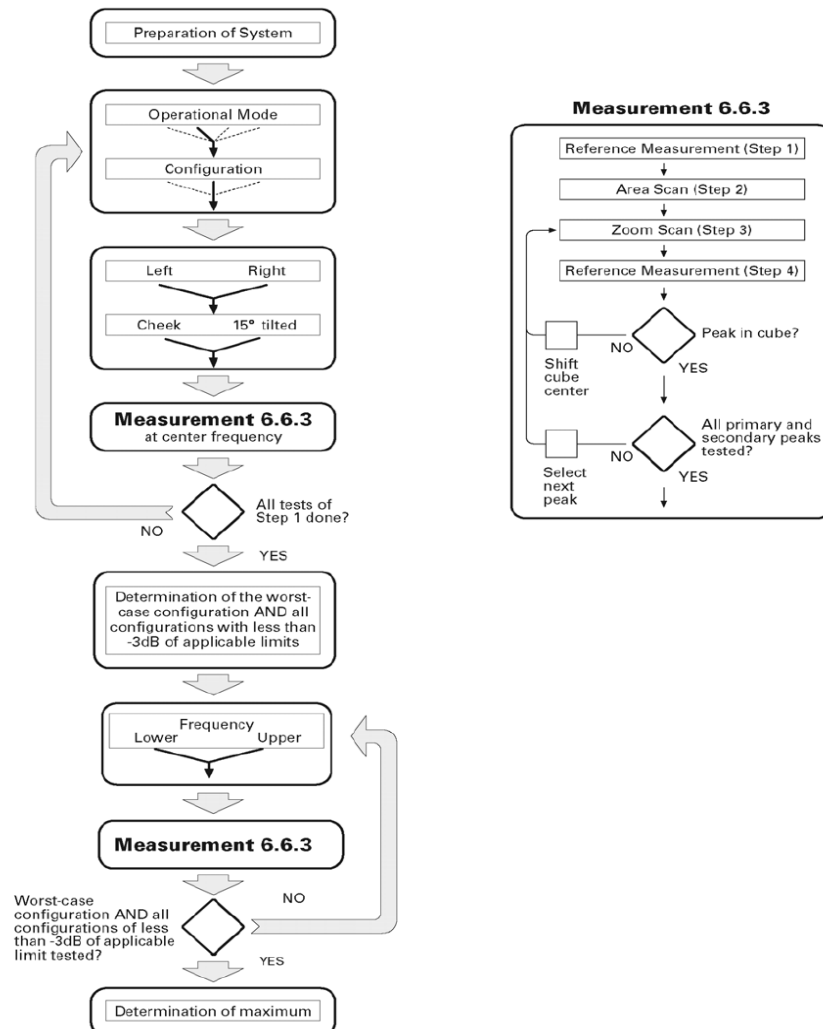 Preparation of System
Operational Mode
Configuration
Left Right
Cheek 15° tilted
Measurement 6.6.3
at center frequency
All tests of
Step 1 done?
NO
YES
Determination of the worst-
case configuration AND all
configurations with less than
-3dB of applicable limits
Frequency
Lower Upper
Measurement 6.6.3
Worst-case
configuration AND all
configurations of less
than -3dB of applicable
limit tested?
NO
YES
Determination of maximum
Measurement 6.6.3
Reference Measurement (Step 1)
Area Scan (Step 2)
Zoom Scan (Step 3)
Reference Measurement (Step 4)
Peak in cube?
NO
YES
Shift
cube
center
All primary and
secondary peaks
tested?
NO
YES
Select
next
peak